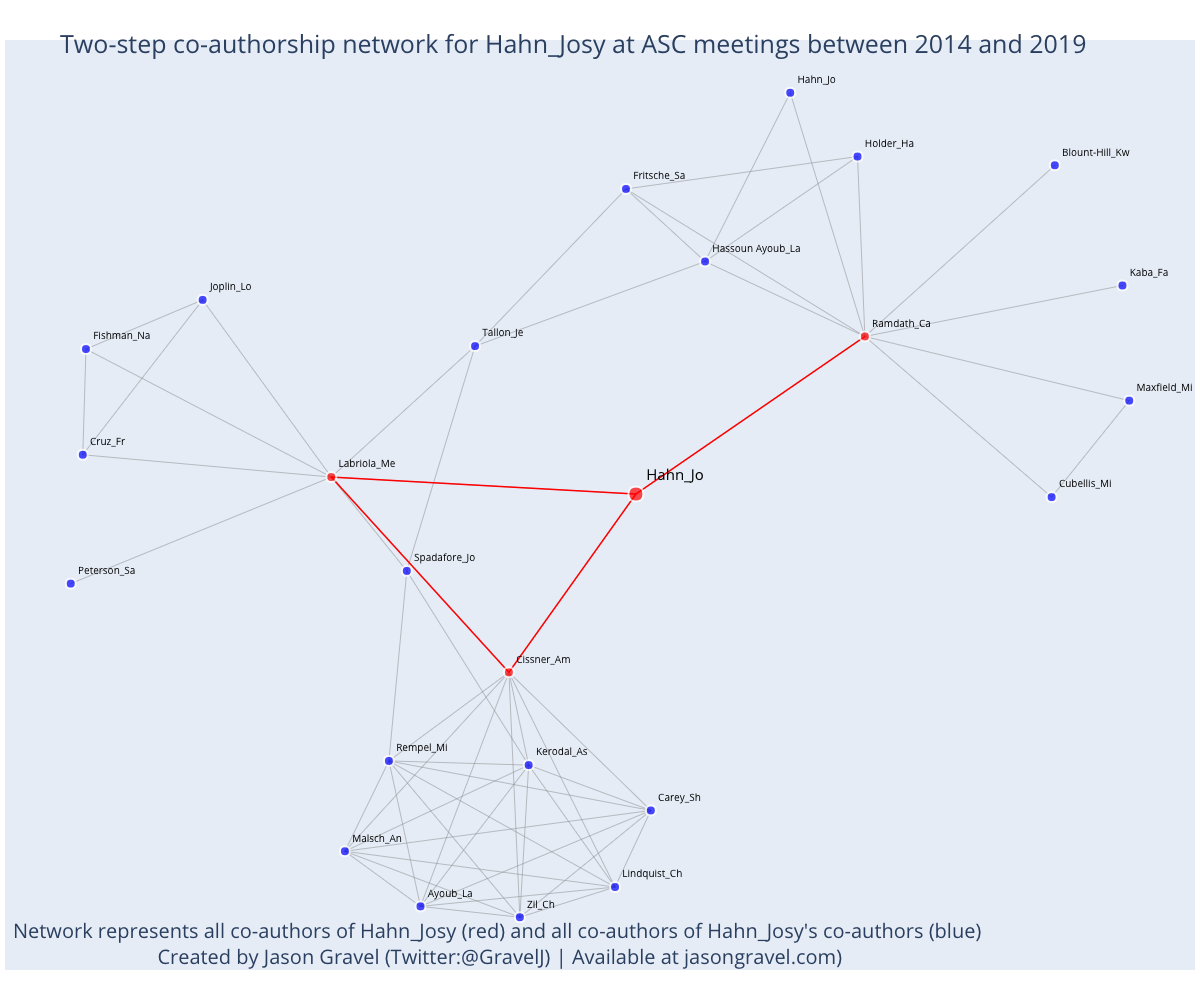 Two-step co-authorship network for Hahn_Josy at ASC meetings between 2014 and 2019
Hahn_Jo
Holder_Ha
Blount-Hill_Kw
Fritsche_Sa
Hassoun Ayoub_La
Kaba_Fa
Joplin_Lo
Ramdath_Ca
Tallon_Je
Fishman_Na
Maxfield_Mi
Cruz_Fr
Labriola_Me
Hahn_Jo
Cubellis_Mi
Spadafore_Jo
Peterson_Sa
Cissner_Am
Rempel_Mi
Kerodal_As
Carey_Sh
Malsch_An
Lindquist_Ch
Ayoub_La
Zil_Ch
Network represents all co-authors of Hahn_Josy (red) and all co-authors of Hahn_Josy's co-authors (blue)
Created by Jason Gravel (Twitter:@GravelJ) | Available at jasongravel.com)